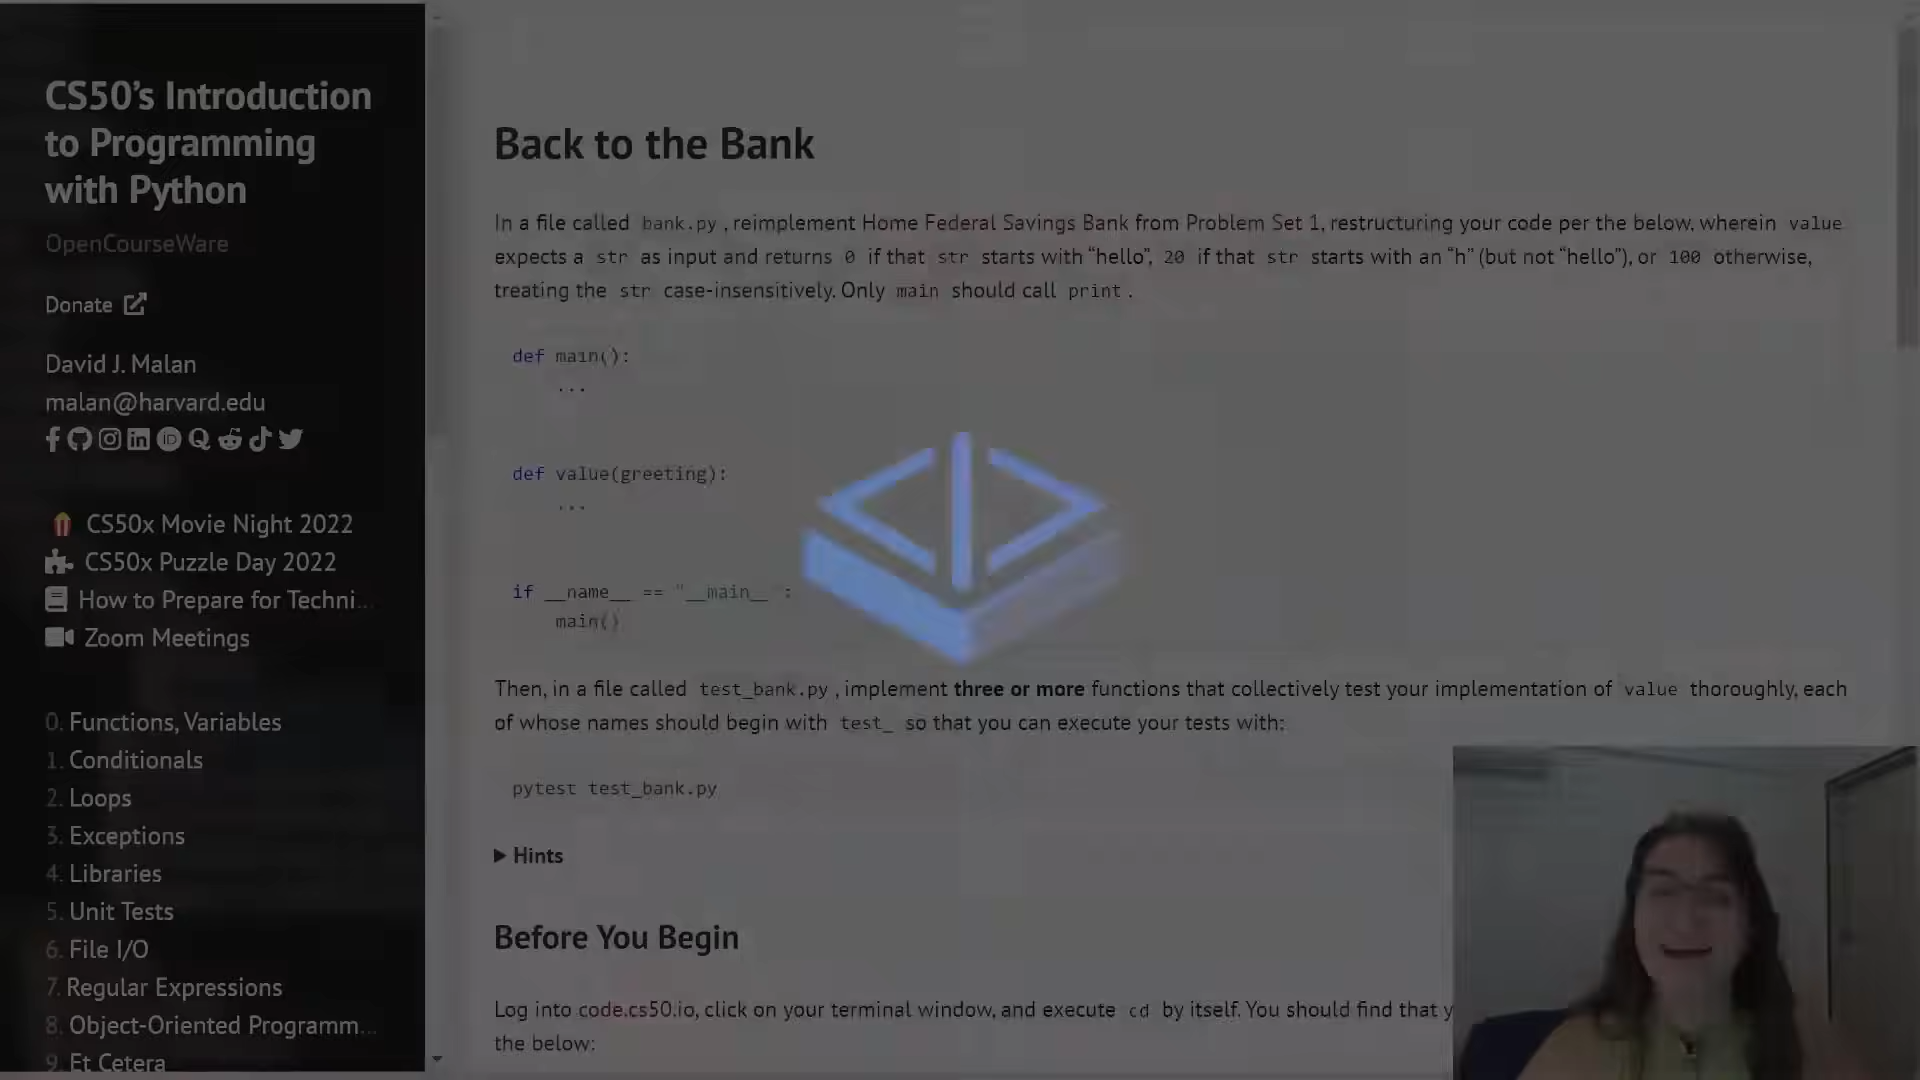 CS50’s Introduction
to Programming
with Python
OpenCourseWare
Donate
David J. Malan
malan@harvard.edu
CS50x Movie Night 2022
CS50x Puzzle Day 2022
How to Prepare for Techni...
Zoom Meetings
0. Functions, Variables
1. Conditionals
2. Loops
3. Exceptions
4. Libraries
5. Unit Tests
6. File I/O
7. Regular Expressions
8. Object-Oriented Programm...
9. Et Cetera
Back to the Bank
In a file called bank.py, reimplement Home Federal Savings Bank from Problem Set 1, restructuring your code per the below, wherein value
expects a str as input and returns 0 if that str starts with “hello”, 20 if that str starts with an “h” (but not “hello”), or 100 otherwise,
treating the str case-insensitively. Only main should call print.
def main():
...
def value(greeting):
...
if __name__ == "__main__":
main()
Then, in a file called test_bank.py, implement three or more functions that collectively test your implementation of value thoroughly, each
of whose names should begin with test_ so that you can execute your tests with:
pytest test_bank.py
Hints
Before You Begin
Log into code.cs50.io, click on your terminal window, and execute cd by itself. You should find that y
the below: